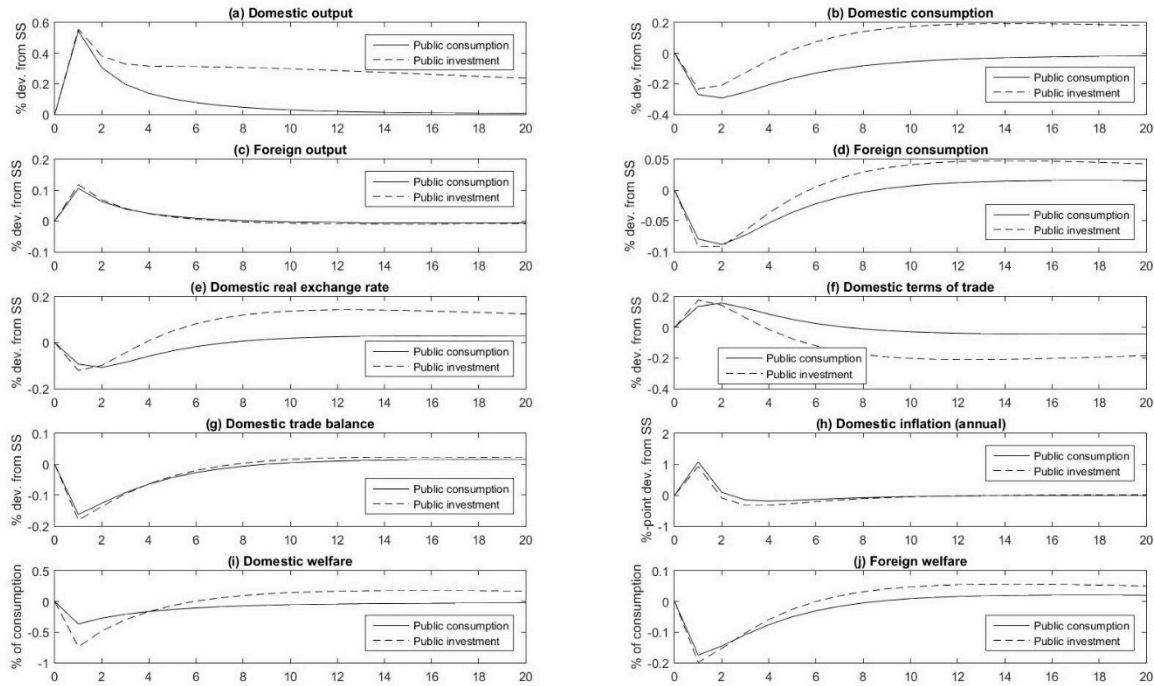 (a) Domestic output
% dev. from SS
0.6
0.4
0.2
0
Public consumption
Public investment
0 2 4 6 8 10 12 14 16 18 20
(b) Domestic consumption
% dev. from SS
0.2
0
-0.2
-0.4
Public consumption
Public investment
0 2 4 6 8 10 12 14 16 18 20
(c) Foreign output
% dev. from SS
0.2
0.1
0
-0.1
Public consumption
Public investment
0 2 4 6 8 10 12 14 16 18 20
(d) Foreign consumption
% dev. from SS
0.05
0
-0.05
-0.1
Public consumption
Public investment
0 2 4 6 8 10 12 14 16 18 20
(e) Domestic real exchange rate
% dev. from SS
0.2
0
-0.2
Public consumption
Public investment
0 2 4 6 8 10 12 14 16 18 20
(f) Domestic terms of trade
% dev. from SS
0.2
0
-0.2
-0.4
Public consumption
Public investment
0 2 4 6 8 10 12 14 16 18 20
(g) Domestic trade balance
% dev. from SS
0.1
0
-0.1
-0.2
Public consumption
Public investment
0 2 4 6 8 10 12 14 16 18 20
(h) Domestic inflation (annual)
%-point dev. from SS
2
1
0
-1
Public consumption
Public investment
0 2 4 6 8 10 12 14 16 18 20
(i) Domestic welfare
% of consumption
0.5
0
-0.5
-1
Public consumption
Public investment
0 2 4 6 8 10 12 14 16 18 20
(j) Foreign welfare
% of consumption
0.1
0
-0.1
-0.2
Public consumption
Public investment
0 2 4 6 8 10 12 14 16 18 20